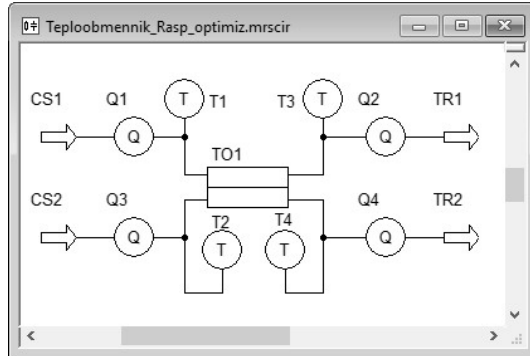 Teploobmennik_Rasp_optimiz.mrscir
CS1 Q1 T T1 T3 T Q2 TR1
Q Q
TO1
CS2 Q3 Q4 TR2
T2 T4
Q T T Q